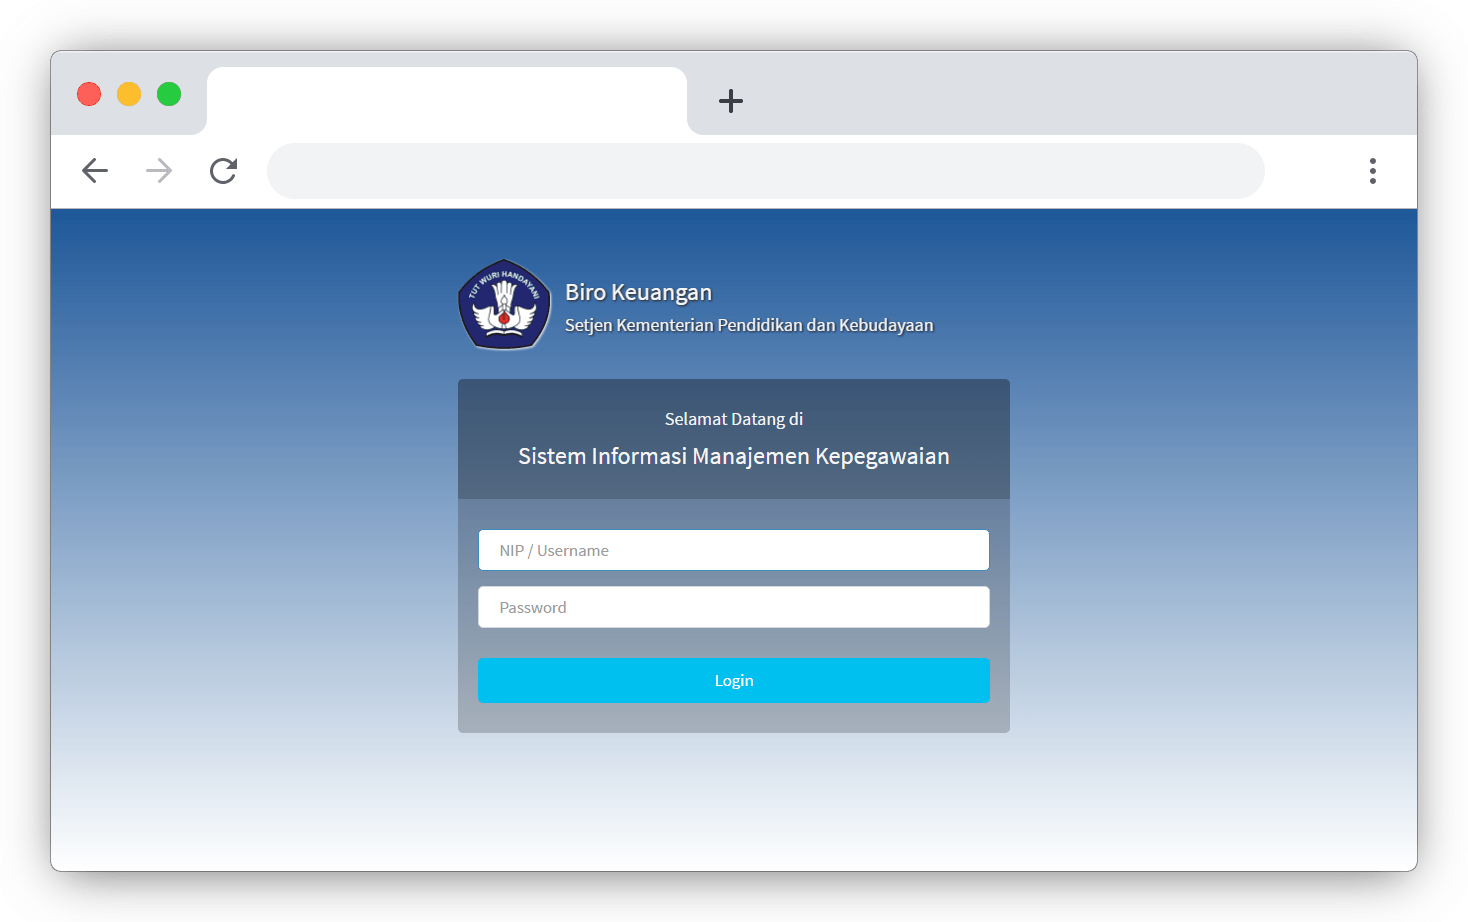 TUT WURI HANDAYANI
Biro Keuangan
Setjen Kementerian Pendidikan dan Kebudayaan
Selamat Datang di
Sistem Informasi Manajemen Kepegawaian
NIP / Username
Password
Login